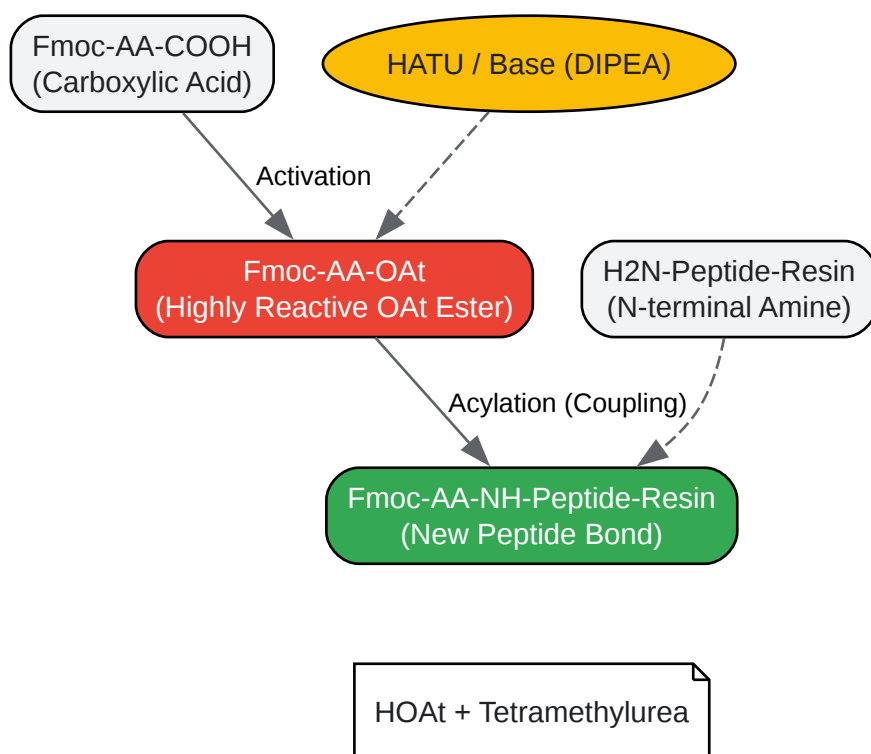 Fmoc-AA-COOH
(Carboxylic Acid)
HATU / Base (DIPEA)
Activation
Fmoc-AA-OAt
(Highly Reactive OAt Ester)
H2N-Peptide-Resin
(N-terminal Amine)
Acylation (Coupling)
Fmoc-AA-NH-Peptide-Resin
(New Peptide Bond)
HOAt + Tetramethylurea